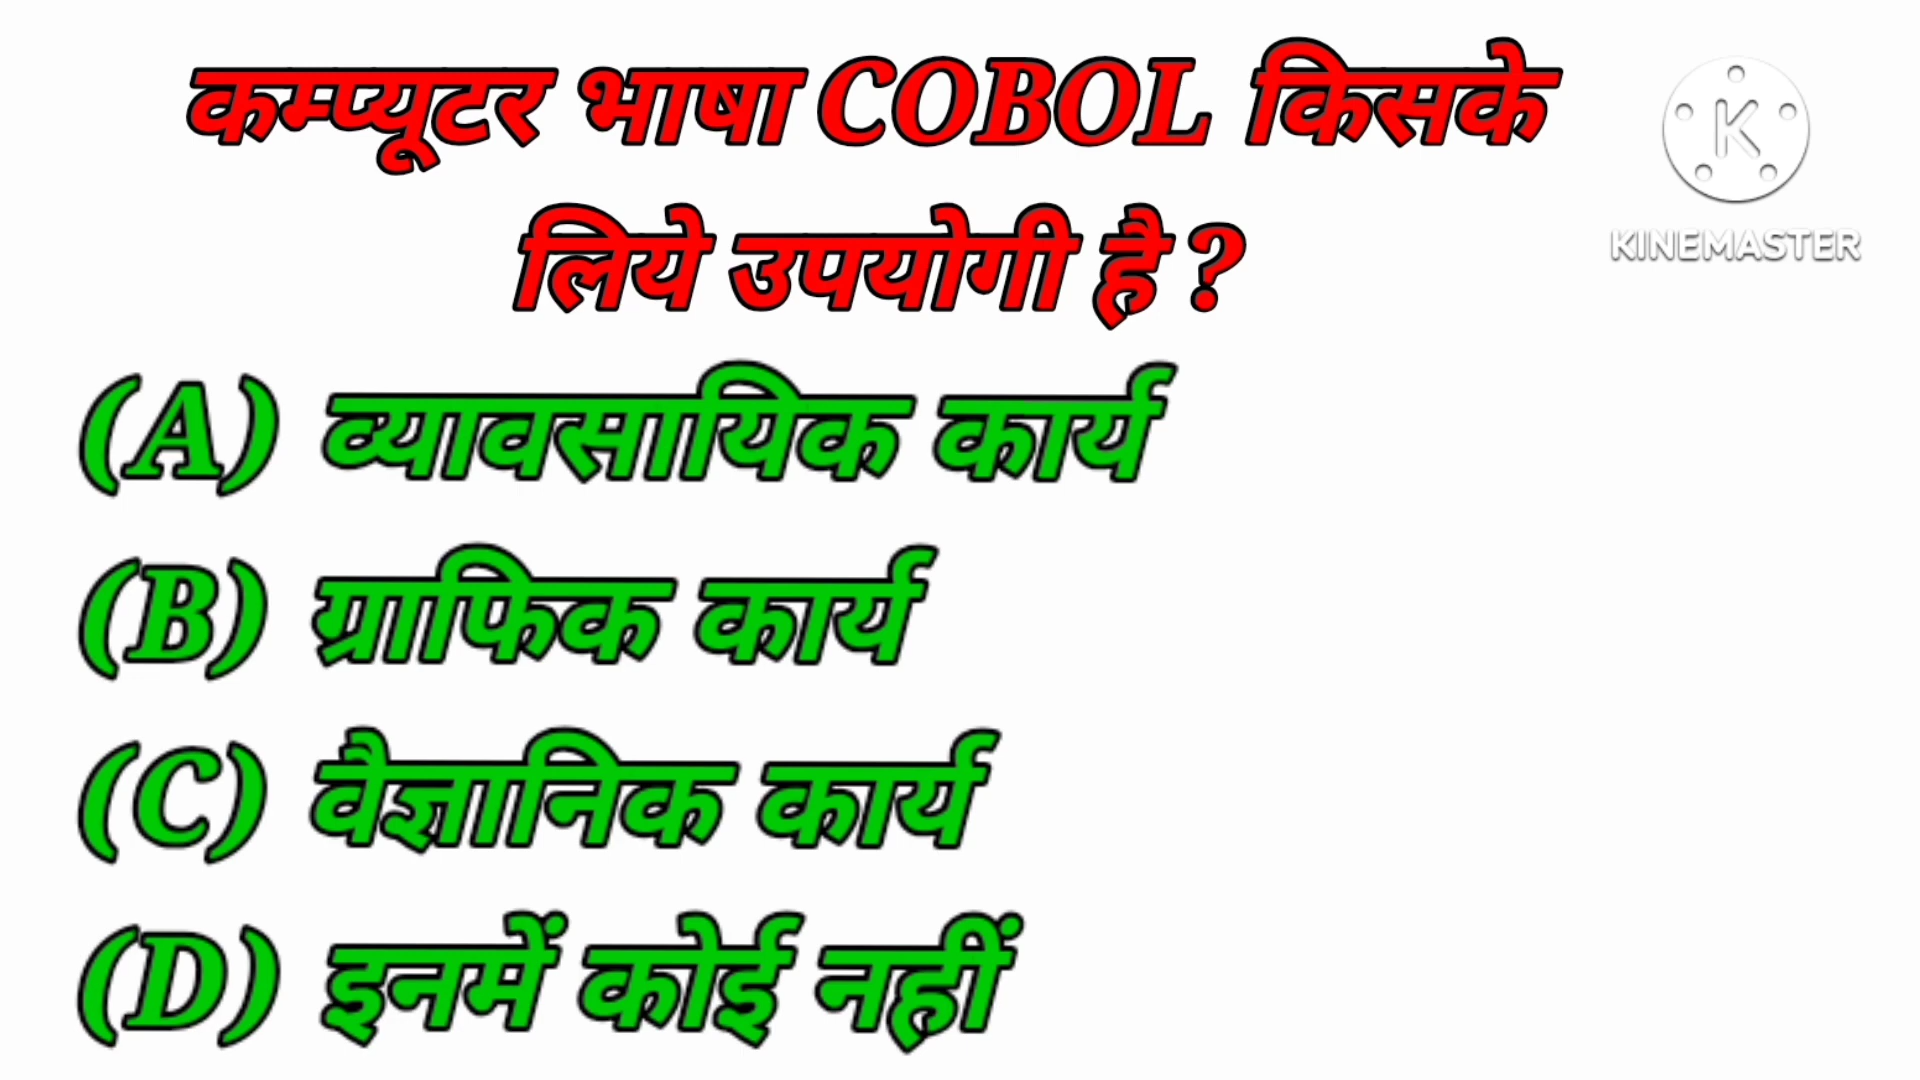 कम्प्यूटर भाषा COBOL किसके
लिये उपयोगी है ?
(A) व्यावसायिक कार्य
(B) ग्राफिक कार्य
(C) वैज्ञानिक कार्य
(D) इनमें कोई नहीं
K
KINEMASTER